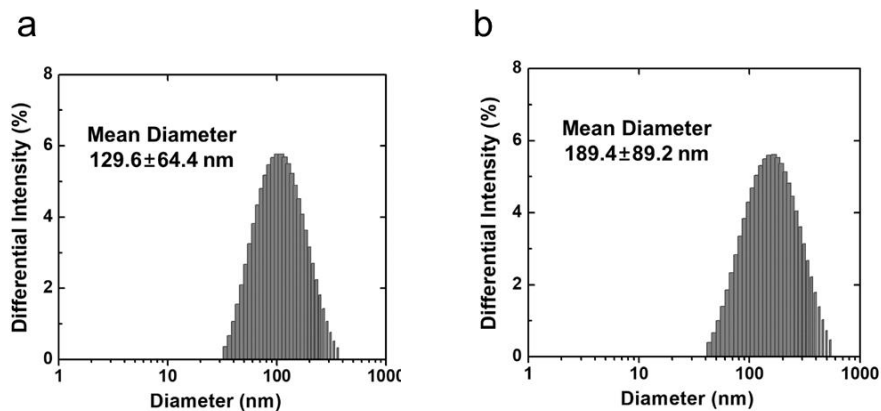 a
8
6
4
2
0
Differential Intensity (%)
Mean Diameter
129.6±64.4 nm
1
10
100
1000
Diameter (nm)
b
8
6
4
2
0
Differential Intensity (%)
Mean Diameter
189.4±89.2 nm
1
10
100
1000
Diameter (nm)